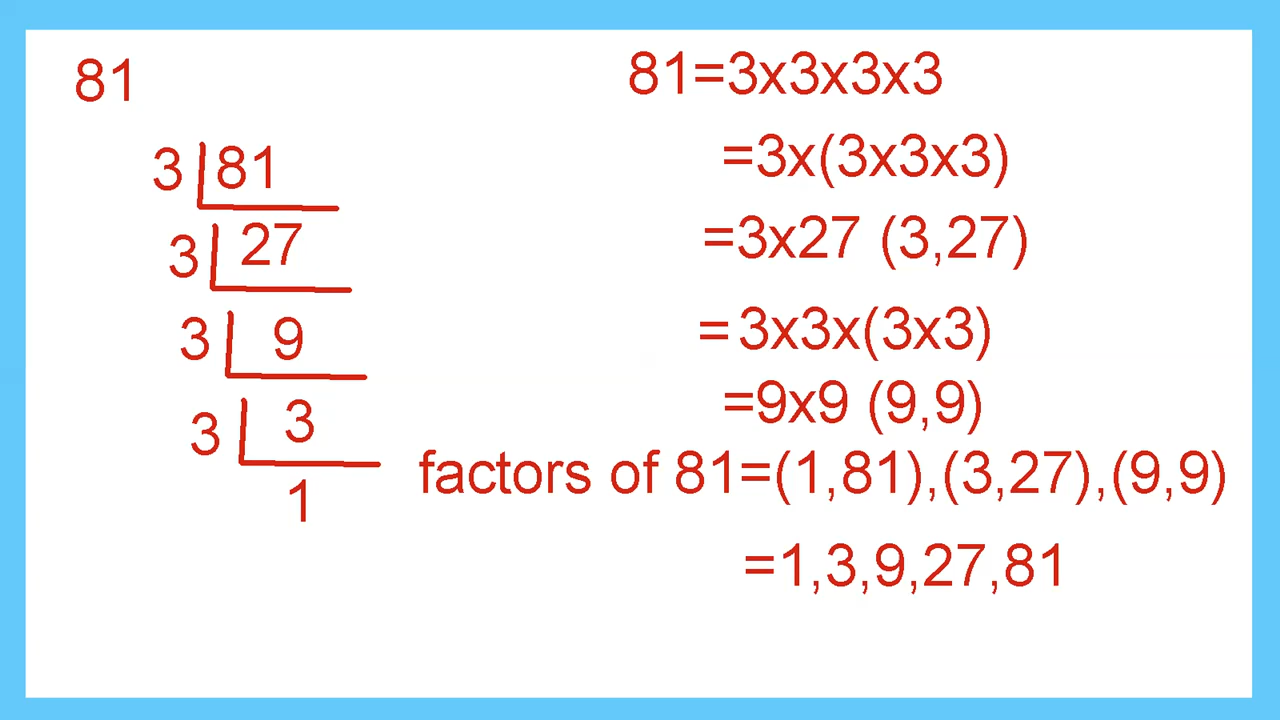 81
3 81
3 27
3 9
3 3
1
81=3x3x3x3
=3x(3x3x3)
=3x27 (3,27)
= 3x3x(3x3)
=9x9 (9,9)
factors of 81=(1,81),(3,27),(9,9)
=1,3,9,27,81